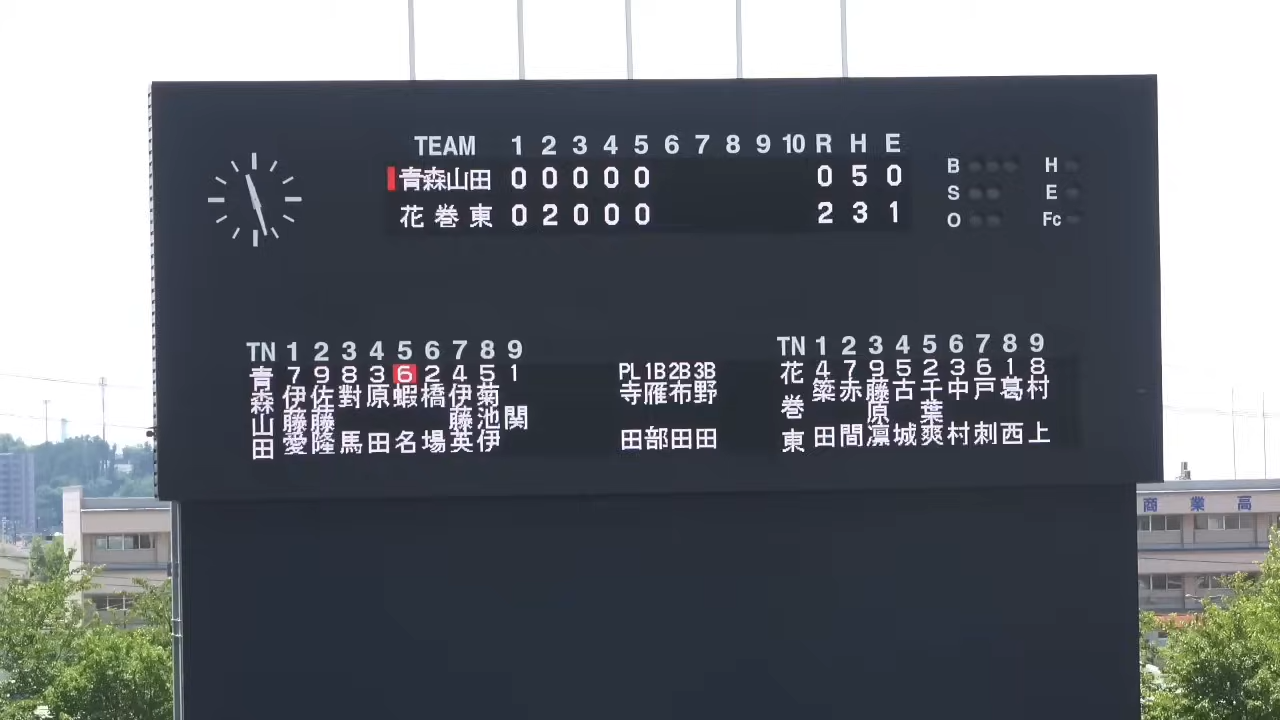 TEAM 1 2 3 4 5 6 7 8 9 10 R H E
青森山田 0 0 0 0 0 0 5 0
花巻東 0 2 0 0 0 2 3 1
B H
S E
O Fc
TN 1 2 3 4 5 6 7 8 9
青森山田 7 9 8 3 6 2 4 5 1
伊藤愛 佐藤隆 對馬 原田 蝦名 橋場 伊藤英 菊池伊 関
PL 1B 2B 3B
寺田 雁部 布田 野田
TN 1 2 3 4 5 6 7 8 9
花巻東 4 7 9 5 2 3 6 1 8
簗田 赤間 藤原凛 古城 千葉爽 中村 戸刺 葛西 村上
商業高